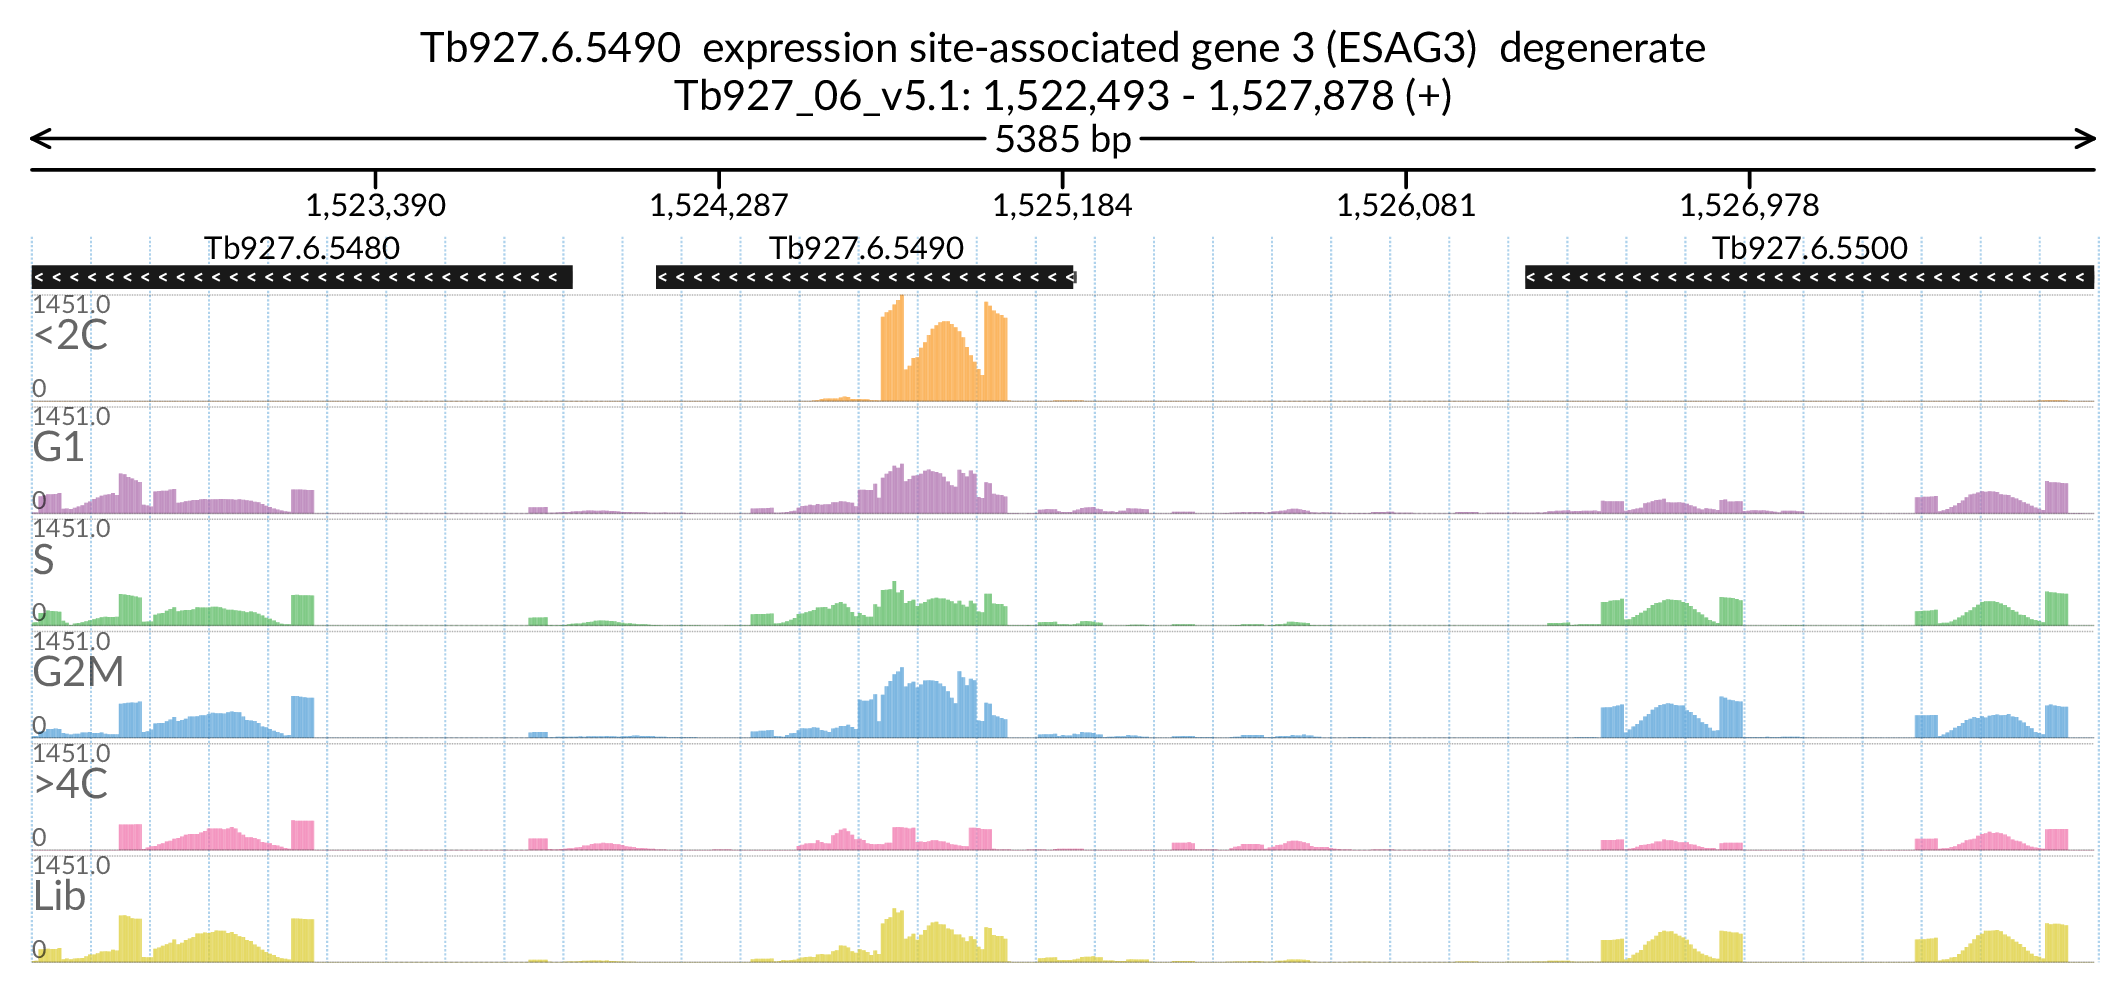 Tb927.6.5490  expression site-associated gene 3 (ESAG3)  degenerate
Tb927_06_v5.1: 1,522,493 - 1,527,878 (+)
5385 bp
1,523,390 1,524,287 1,525,184 1,526,081 1,526,978
Tb927.6.5480 Tb927.6.5490 Tb927.6.5500
1451.0
<2C
0
1451.0
G1
0
1451.0
S
0
1451.0
G2M
0
1451.0
>4C
0
1451.0
Lib
0